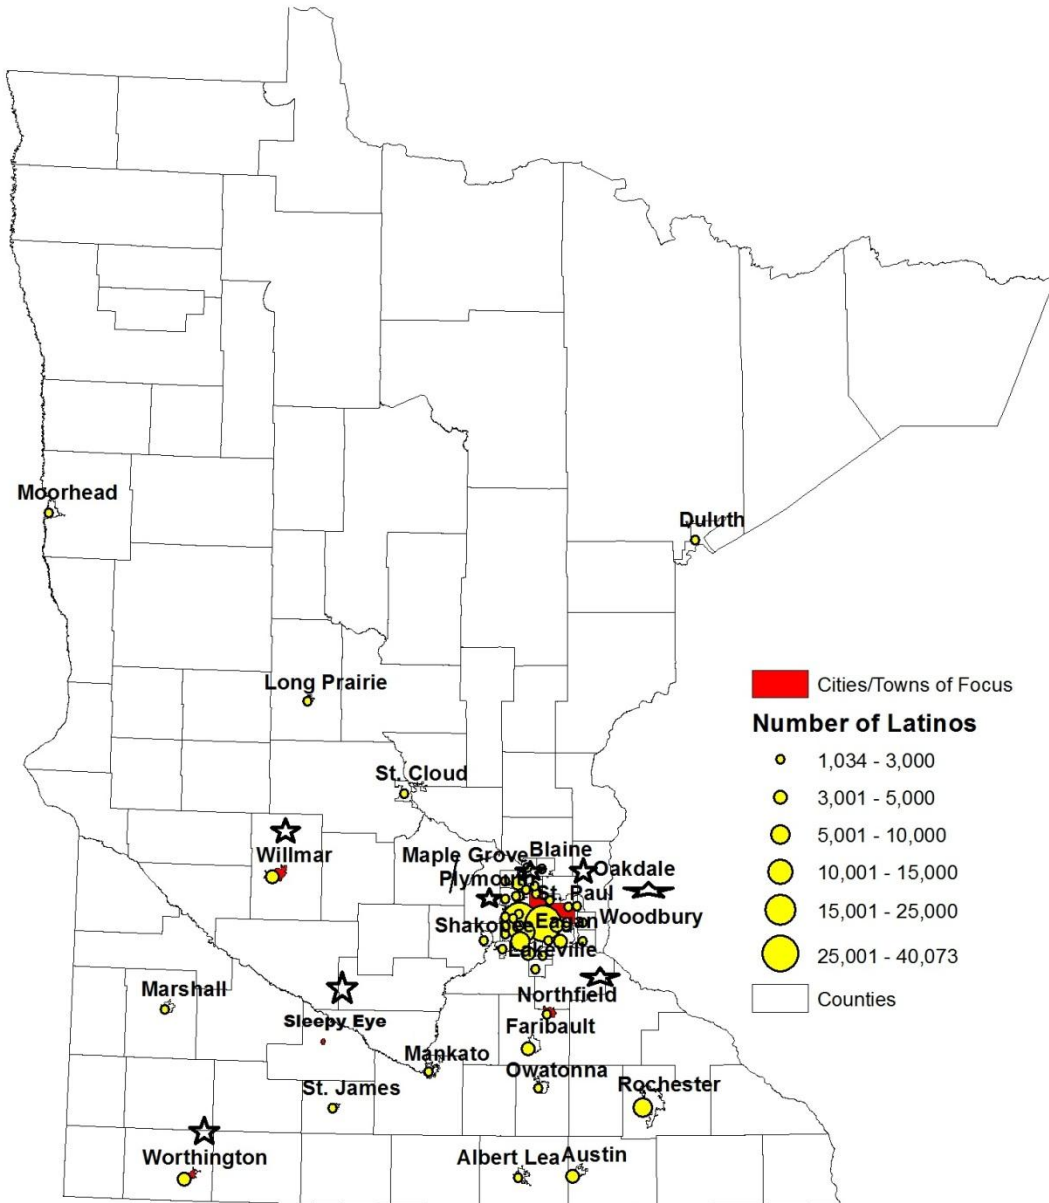 Moorhead
Duluth
Long Prairie
Cities/Towns of Focus
Number of Latinos
1,034 - 3,000
3,001 - 5,000
5,001 - 10,000
10,001 - 15,000
15,001 - 25,000
25,001 - 40,073
Counties
St. Cloud
Willmar
Maple Grove
Blaine
Oakdale
Plymouth
St. Paul
Woodbury
Shakopee
Eagan
Lakeville
Marshall
Northfield
Sleepy Eye
Faribault
Mankato
Owatonna
St. James
Rochester
Worthington
Albert Lea
Austin